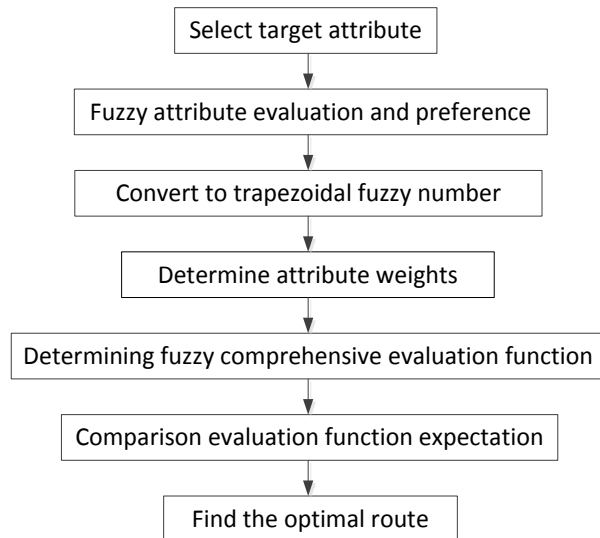 Select target attribute
Fuzzy attribute evaluation and preference
Convert to trapezoidal fuzzy number
Determine attribute weights
Determining fuzzy comprehensive evaluation function
Comparison evaluation function expectation
Find the optimal route